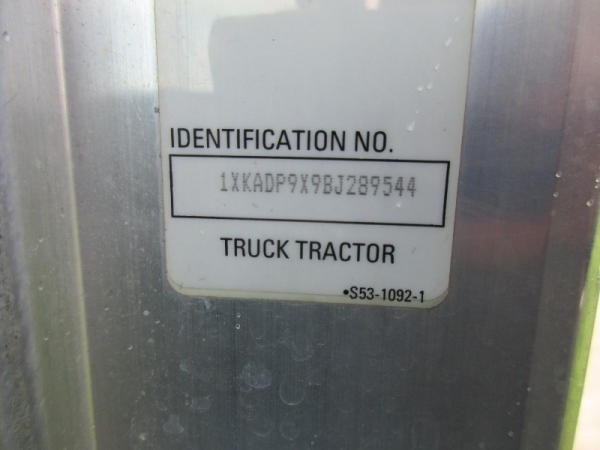 IDENTIFICATION NO.
1XKADP9X9BJ289544
TRUCK TRACTOR
•S53-1092-1